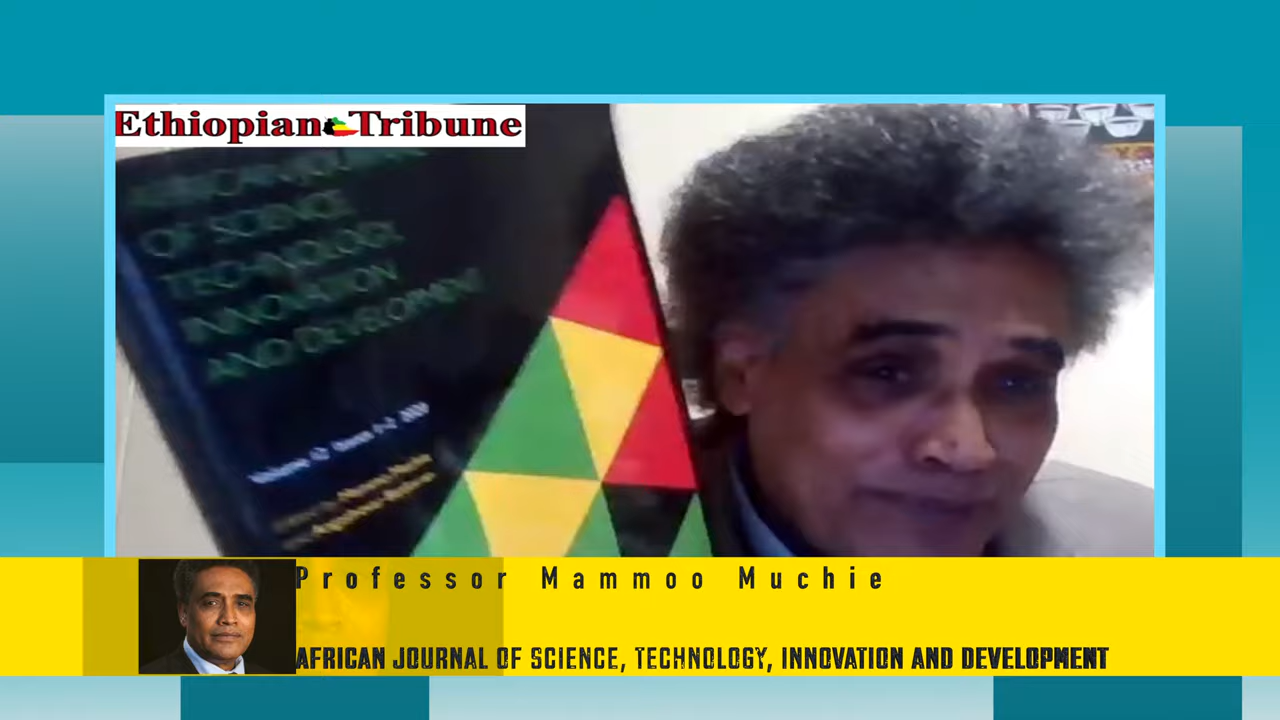 Ethiopian Tribune
OF SCIENCE
TECHNOLOGY,
INNOVATION
AND DEVELOPMENT
Professor Mammoo Muchie
AFRICAN JOURNAL OF SCIENCE, TECHNOLOGY, INNOVATION AND DEVELOPMENT